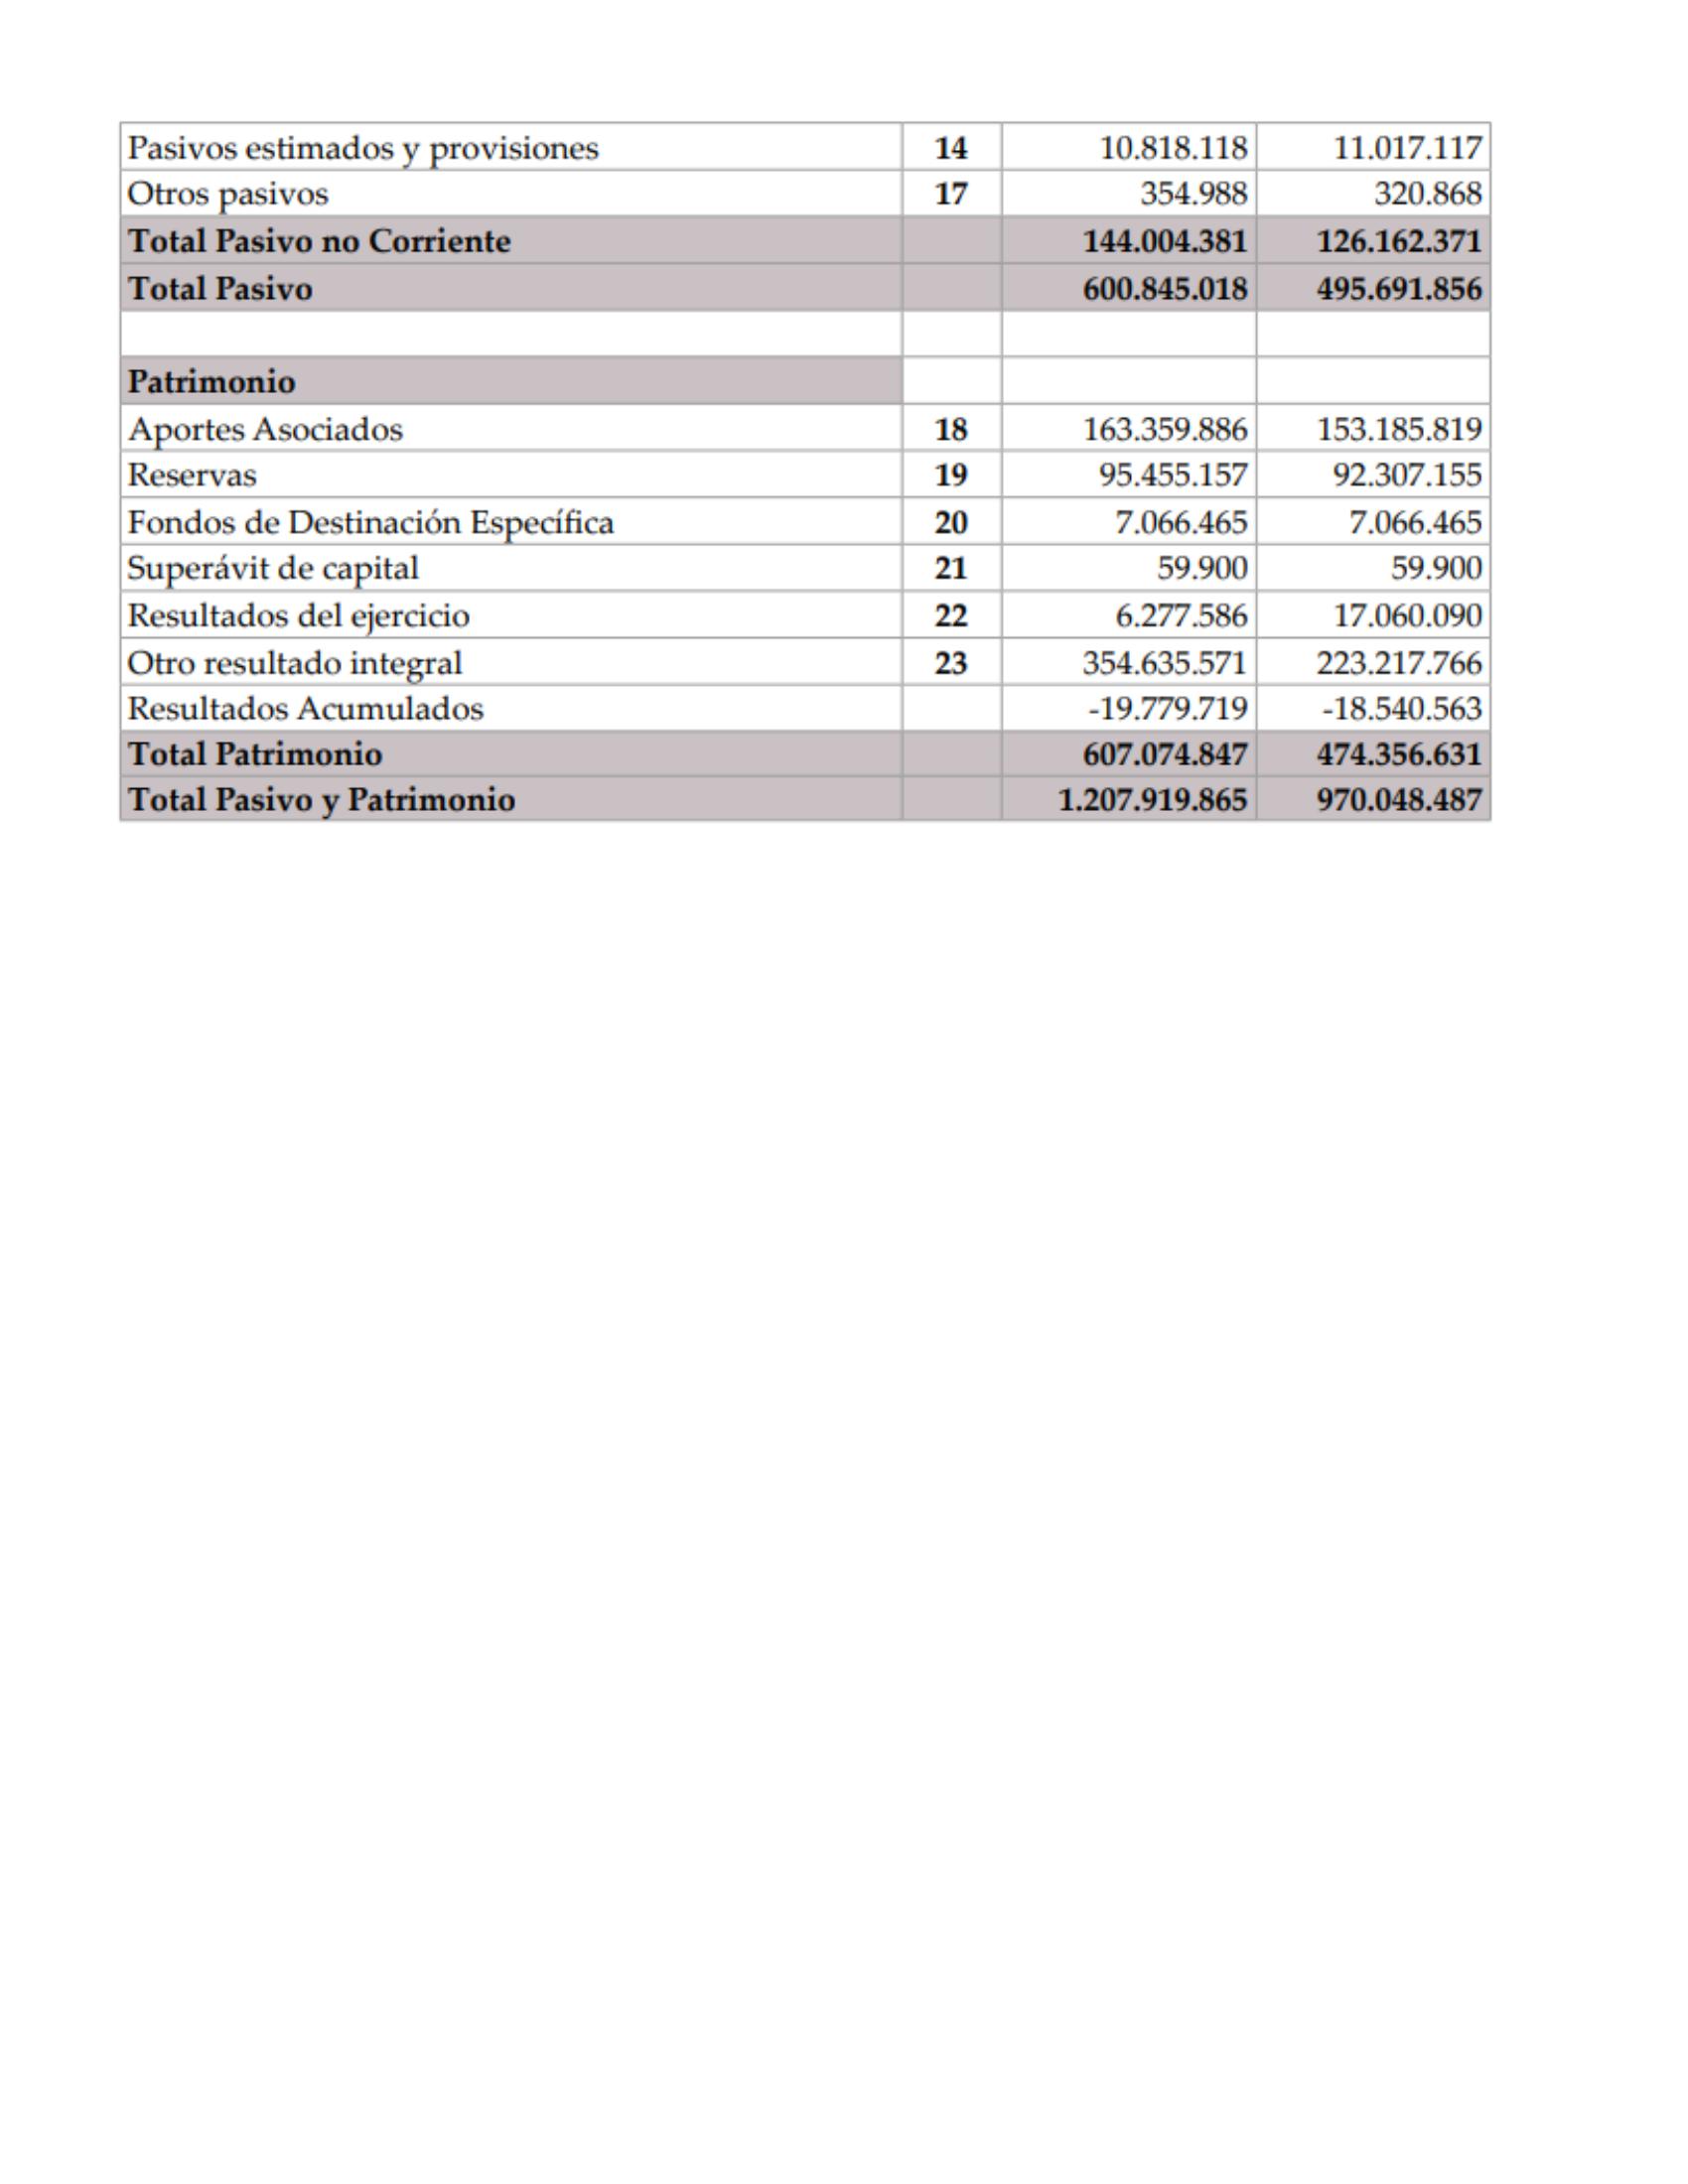 Pasivos estimados y provisiones 14 10.818.118 11.017.117
Otros pasivos 17 354.988 320.868
Total Pasivo no Corriente 144.004.381 126.162.371
Total Pasivo 600.845.018 495.691.856
Patrimonio
Aportes Asociados 18 163.359.886 153.185.819
Reservas 19 95.455.157 92.307.155
Fondos de Destinación Específica 20 7.066.465 7.066.465
Superávit de capital 21 59.900 59.900
Resultados del ejercicio 22 6.277.586 17.060.090
Otro resultado integral 23 354.635.571 223.217.766
Resultados Acumulados -19.779.719 -18.540.563
Total Patrimonio 607.074.847 474.356.631
Total Pasivo y Patrimonio 1.207.919.865 970.048.487